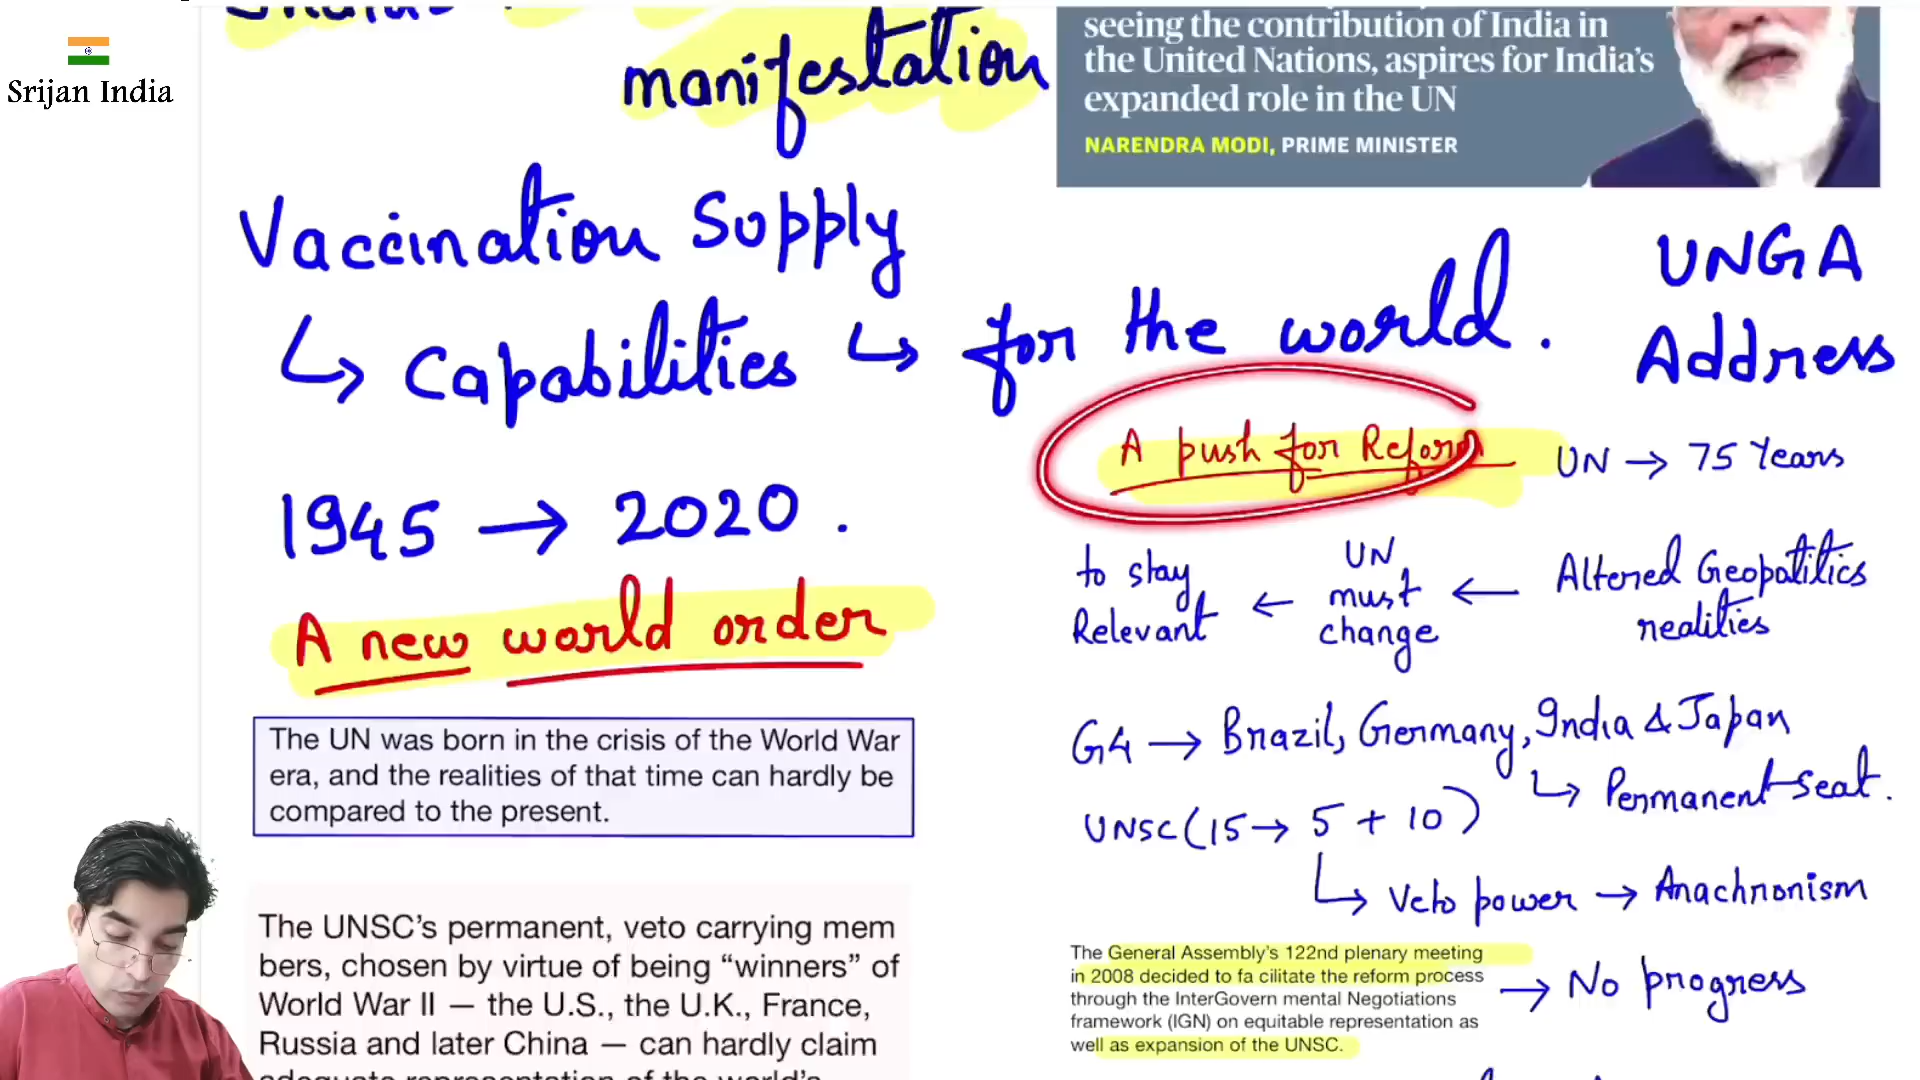 Srijan India
manifestation
seeing the contribution of India in
the United Nations, aspires for India's
expanded role in the UN
NARENDRA MODI, PRIME MINISTER
Vaccination Supply
↳ Capabilities ↳ for the world.
UNGA
Address
1945 → 2020.
A new world order
The UN was born in the crisis of the World War
era, and the realities of that time can hardly be
compared to the present.
The UNSC's permanent, veto carrying mem
bers, chosen by virtue of being “winners” of
World War II — the U.S., the U.K., France,
Russia and later China — can hardly claim
adequate representation of the world's
A push for Reform
UN → 75 Years
to stay
Relevant
← UN
must
change
← Altered Geopolitics
realities
G4 → Brazil, Germany, India & Japan
↳ Permanent seat.
UNSC (15 → 5 + 10)
↳ Veto power → Anachronism
The General Assembly's 122nd plenary meeting
in 2008 decided to fa cilitate the reform process
through the InterGovern mental Negotiations
framework (IGN) on equitable representation as
well as expansion of the UNSC.
→ No progress